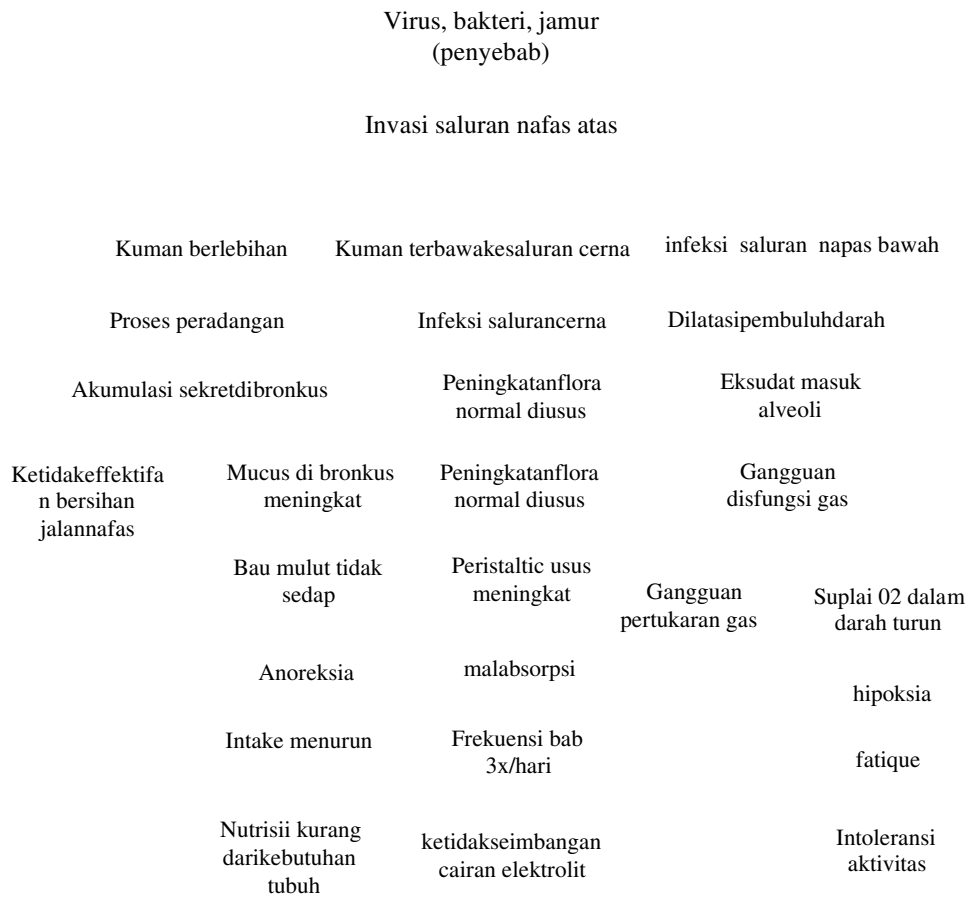 Virus, bakteri, jamur
(penyebab)
Invasi saluran nafas atas
Kuman berlebihan
Kuman terbawakesaluran cerna
infeksi saluran napas bawah
Proses peradangan
Infeksi salurancerna
Dilatasipembuluhdarah
Akumulasi sekretdibronkus
Peningkatanflora
normal diusus
Eksudat masuk
alveoli
Ketidakeffektifa
n bersihan
jalannafas
Mucus di bronkus
meningkat
Peningkatanflora
normal diusus
Gangguan
disfungsi gas
Bau mulut tidak
sedap
Peristaltic usus
meningkat
Gangguan
pertukaran gas
Suplai 02 dalam
darah turun
Anoreksia
malabsorpsi
hipoksia
Intake menurun
Frekuensi bab
3x/hari
fatique
Nutrisii kurang
darikebutuhan
tubuh
ketidakseimbangan
cairan elektrolit
Intoleransi
aktivitas